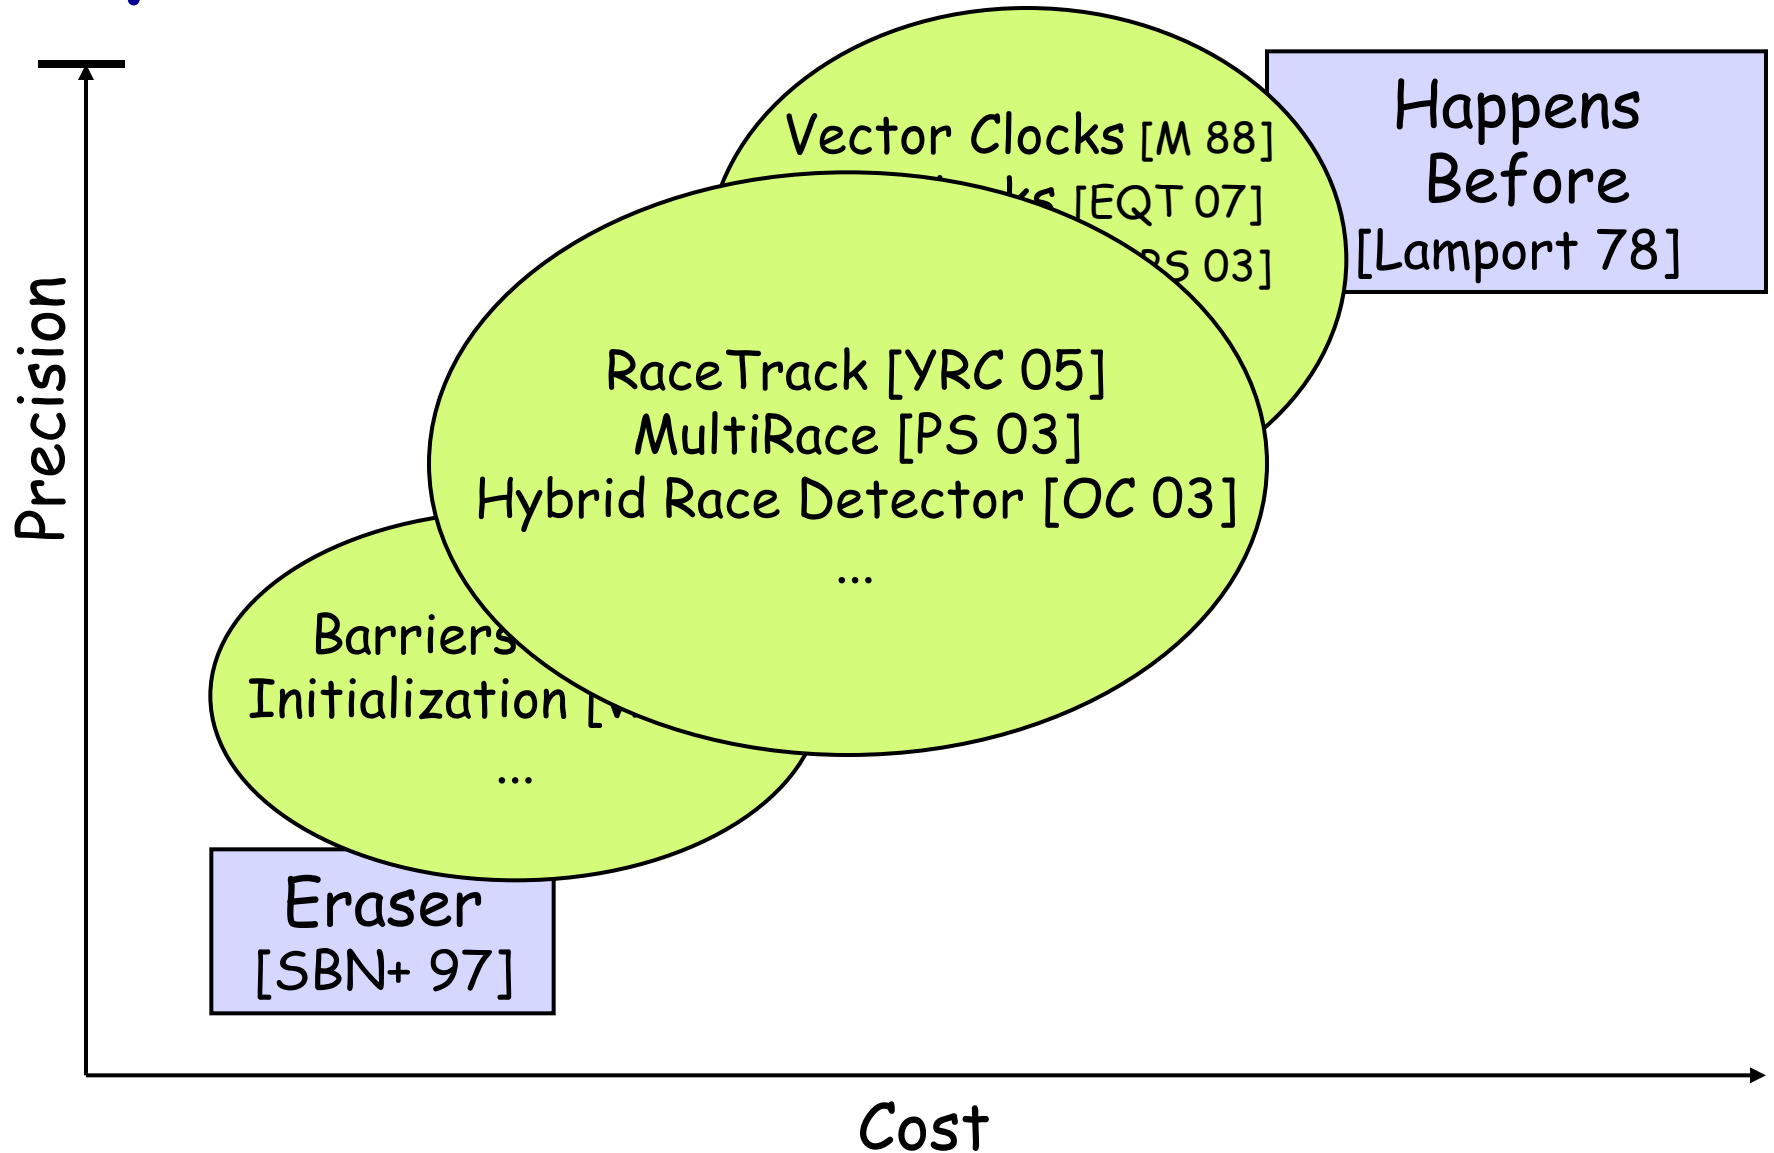 Precision
Vector Clocks [M 88]
[EQT 07]
03]
Happens
Before
[Lamport 78]
RaceTrack [YRC 05]
MultiRace [PS 03]
Hybrid Race Detector [OC 03]
...
Barriers
Initialization
...
Eraser
[SBN+ 97]
Cost